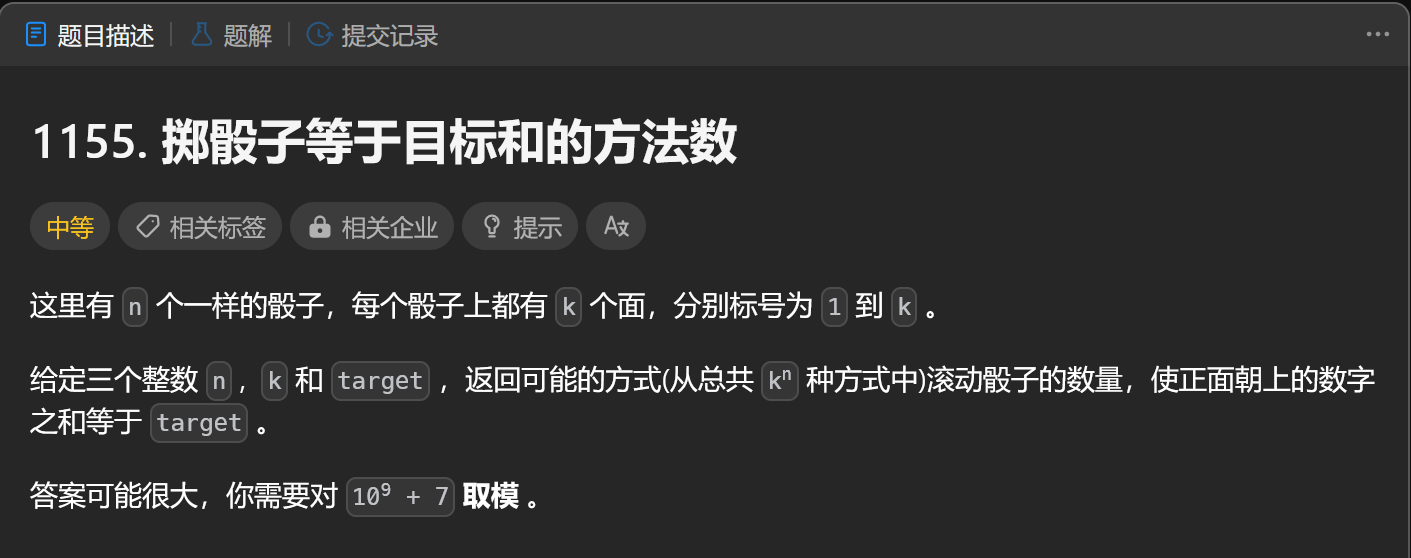 题目描述 题解 提交记录
1155. 掷骰子等于目标和的方法数
中等 相关标签 相关企业 提示
这里有 n 个一样的骰子，每个骰子上都有 k 个面，分别标号为 1 到 k 。
给定三个整数 n，k 和 target，返回可能的方式(从总共 kⁿ 种方式中)滚动骰子的数量，使正面朝上的数字
之和等于 target 。
答案可能很大，你需要对 10⁹ + 7 取模 。